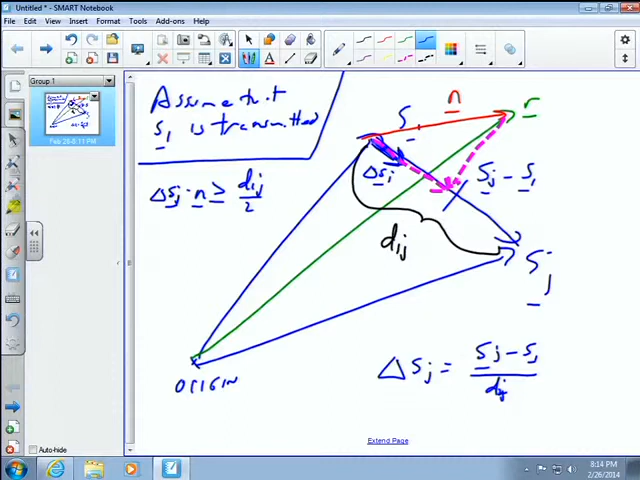 Untitled * - SMART Notebook
File Edit View Insert Format Tools Add-ons Help
Group 1
Feb 26-8:11 PM
Assume that
s1 is transmitted
Δsj · n ≥ dij/2
s1
n
r
Δsj
sj - s1
dij
sj
ORIGIN
Δsj = sj - s1
dij
Extend Page
Auto-hide
8:14 PM
2/26/2014